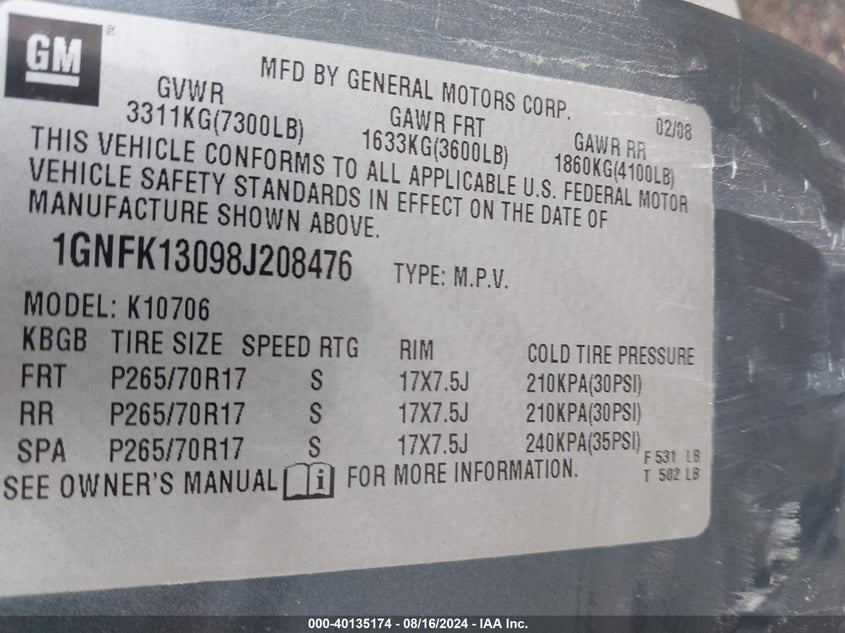 GM ®
MFD BY GENERAL MOTORS CORP. 02/08
GVWR GAWR FRT GAWR RR
3311KG(7300LB) 1633KG(3600LB) 1860KG(4100LB)
THIS VEHICLE CONFORMS TO ALL APPLICABLE U.S. FEDERAL MOTOR
VEHICLE SAFETY STANDARDS IN EFFECT ON THE DATE OF
MANUFACTURE SHOWN ABOVE.
1GNFK13098J208476 TYPE: M.P.V.
MODEL: K10706
KBGB TIRE SIZE SPEED RTG RIM COLD TIRE PRESSURE
FRT P265/70R17 S 17X7.5J 210KPA(30PSI)
RR P265/70R17 S 17X7.5J 210KPA(30PSI)
SPA P265/70R17 S 17X7.5J 240KPA(35PSI)
F 531 LB
T 502 LB
SEE OWNER'S MANUAL i FOR MORE INFORMATION.
000-40135174 - 08/16/2024 - IAA Inc.